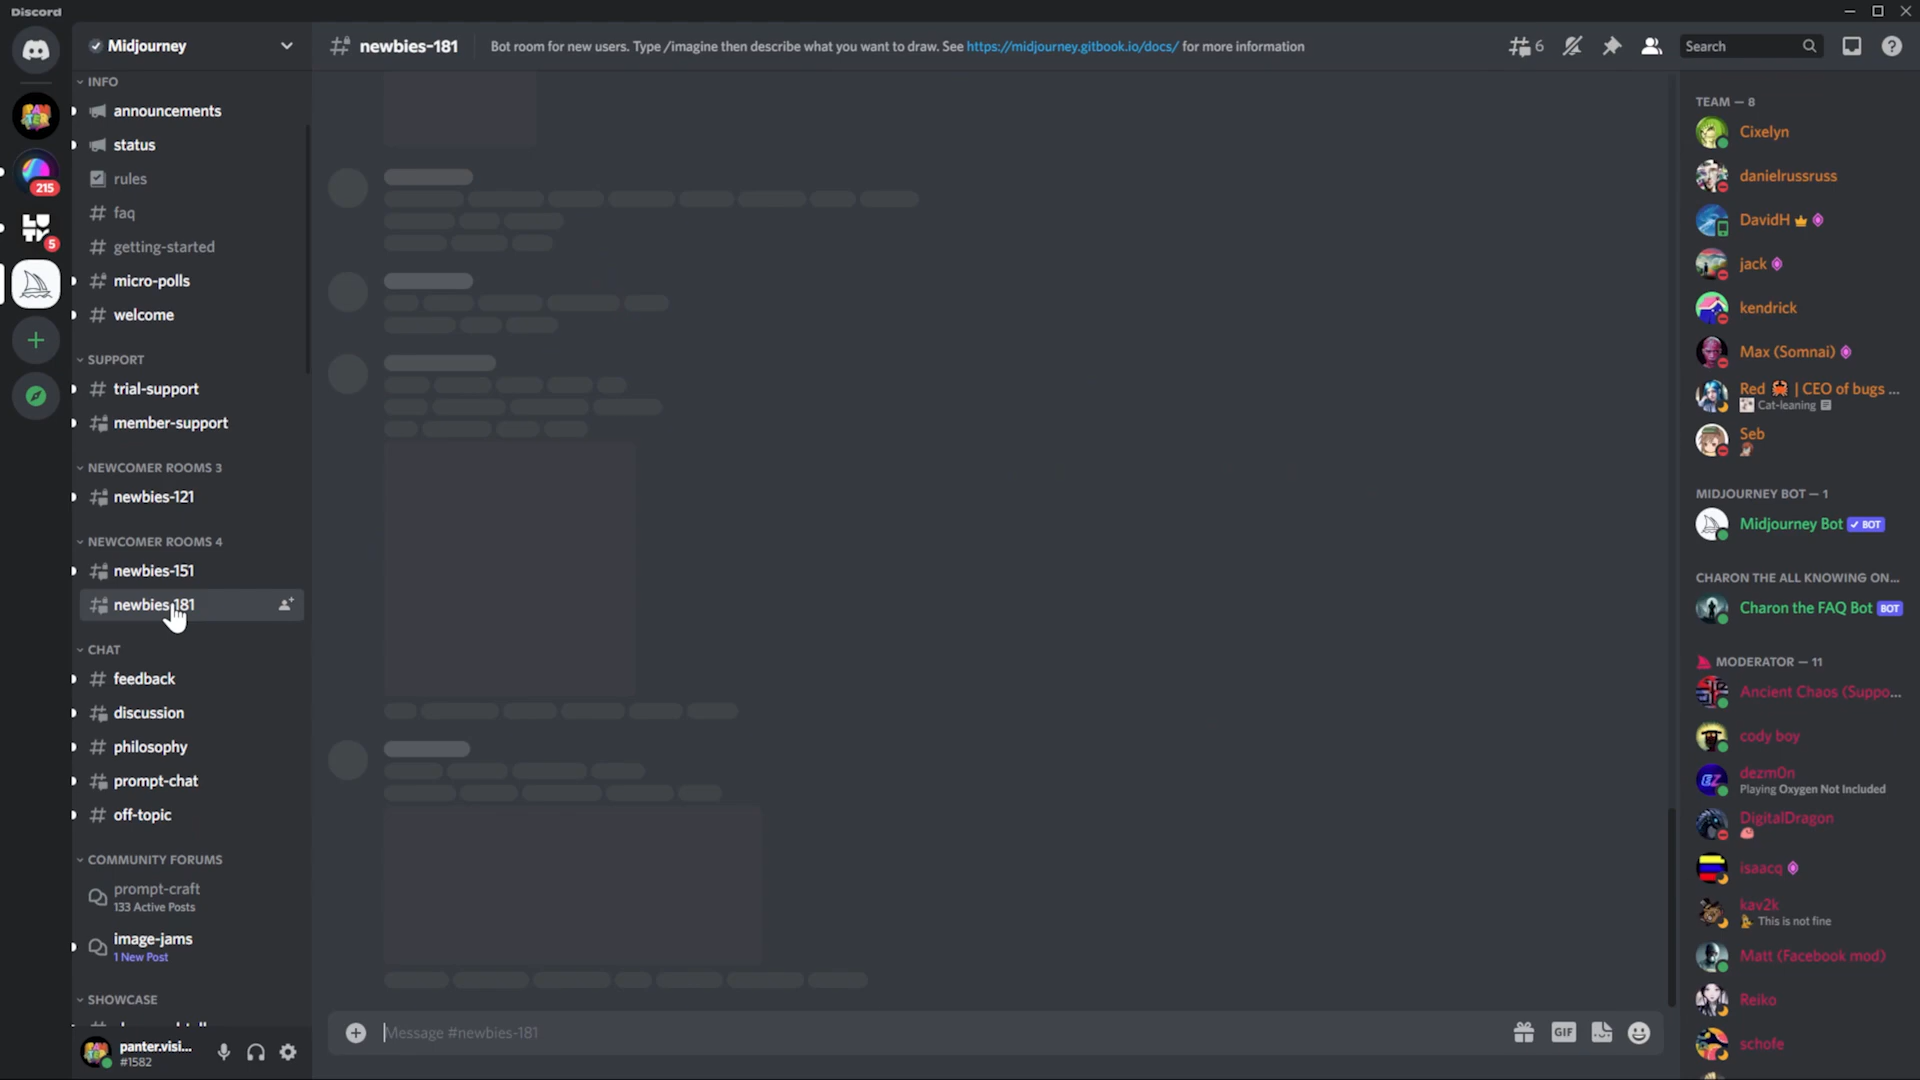 Discord
Midjourney
newbies-181
Bot room for new users. Type /imagine then describe what you want to draw. See https://midjourney.gitbook.io/docs/ for more information
6
Search
INFO
announcements
status
rules
faq
getting-started
micro-polls
welcome
SUPPORT
trial-support
member-support
NEWCOMER ROOMS 3
newbies-121
NEWCOMER ROOMS 4
newbies-151
newbies-181
CHAT
feedback
discussion
philosophy
prompt-chat
off-topic
COMMUNITY FORUMS
prompt-craft
133 Active Posts
image-jams
1 New Post
SHOWCASE
215
5
panter.visi...
#1582
Message #newbies-181
GIF
TEAM — 8
Cixelyn
danielrussruss
DavidH
jack
kendrick
Max (Somnai)
Red 🦀 | CEO of bugs ...
Cat-leaning
Seb
MIDJOURNEY BOT — 1
Midjourney Bot ✓ BOT
CHARON THE ALL KNOWING ON...
Charon the FAQ Bot BOT
MODERATOR — 11
Ancient Chaos (Suppo...
cody boy
dezm0n
Playing Oxygen Not Included
DigitalDragon
isaacq
kav2k
This is not fine
Matt (Facebook mod)
Reiko
schofe